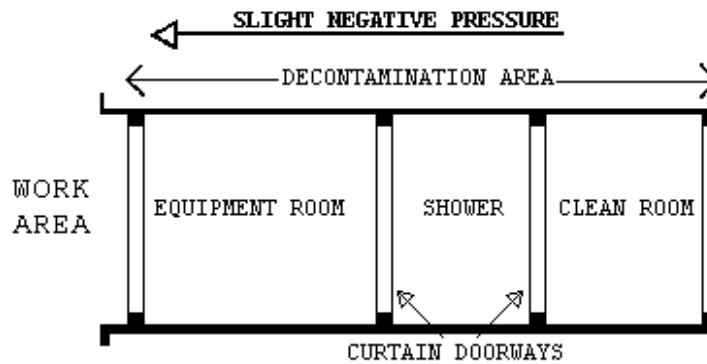 SLIGHT NEGATIVE PRESSURE
DECONTAMINATION AREA
WORK
AREA
EQUIPMENT ROOM
SHOWER
CLEAN ROOM
CURTAIN DOORWAYS